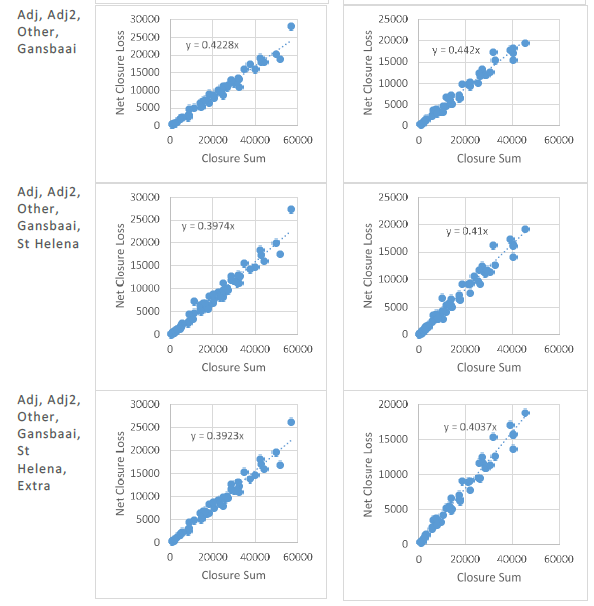 Adj, Adj2,
Other,
Gansbaai
Net Closure Loss
30000
25000
20000
15000
10000
5000
0
y = 0.4228x
0 20000 40000 60000
Closure Sum
Net Closure Loss
25000
20000
15000
10000
5000
0
y = 0.442x
0 20000 40000 60000
Closure Sum
Adj, Adj2,
Other,
Gansbaai,
St Helena
Net Closure Loss
30000
25000
20000
15000
10000
5000
0
y = 0.3974x
0 20000 40000 60000
Closure Sum
Net Closure Loss
25000
20000
15000
10000
5000
0
y = 0.41x
0 20000 40000 60000
Closure Sum
Adj, Adj2,
Other,
Gansbaai,
St
Helena,
Extra
Net Closure Loss
30000
25000
20000
15000
10000
5000
0
y = 0.3923x
0 20000 40000 60000
Closure Sum
Net Closure Loss
20000
15000
10000
5000
0
y = 0.4037x
0 20000 40000 60000
Closure Sum